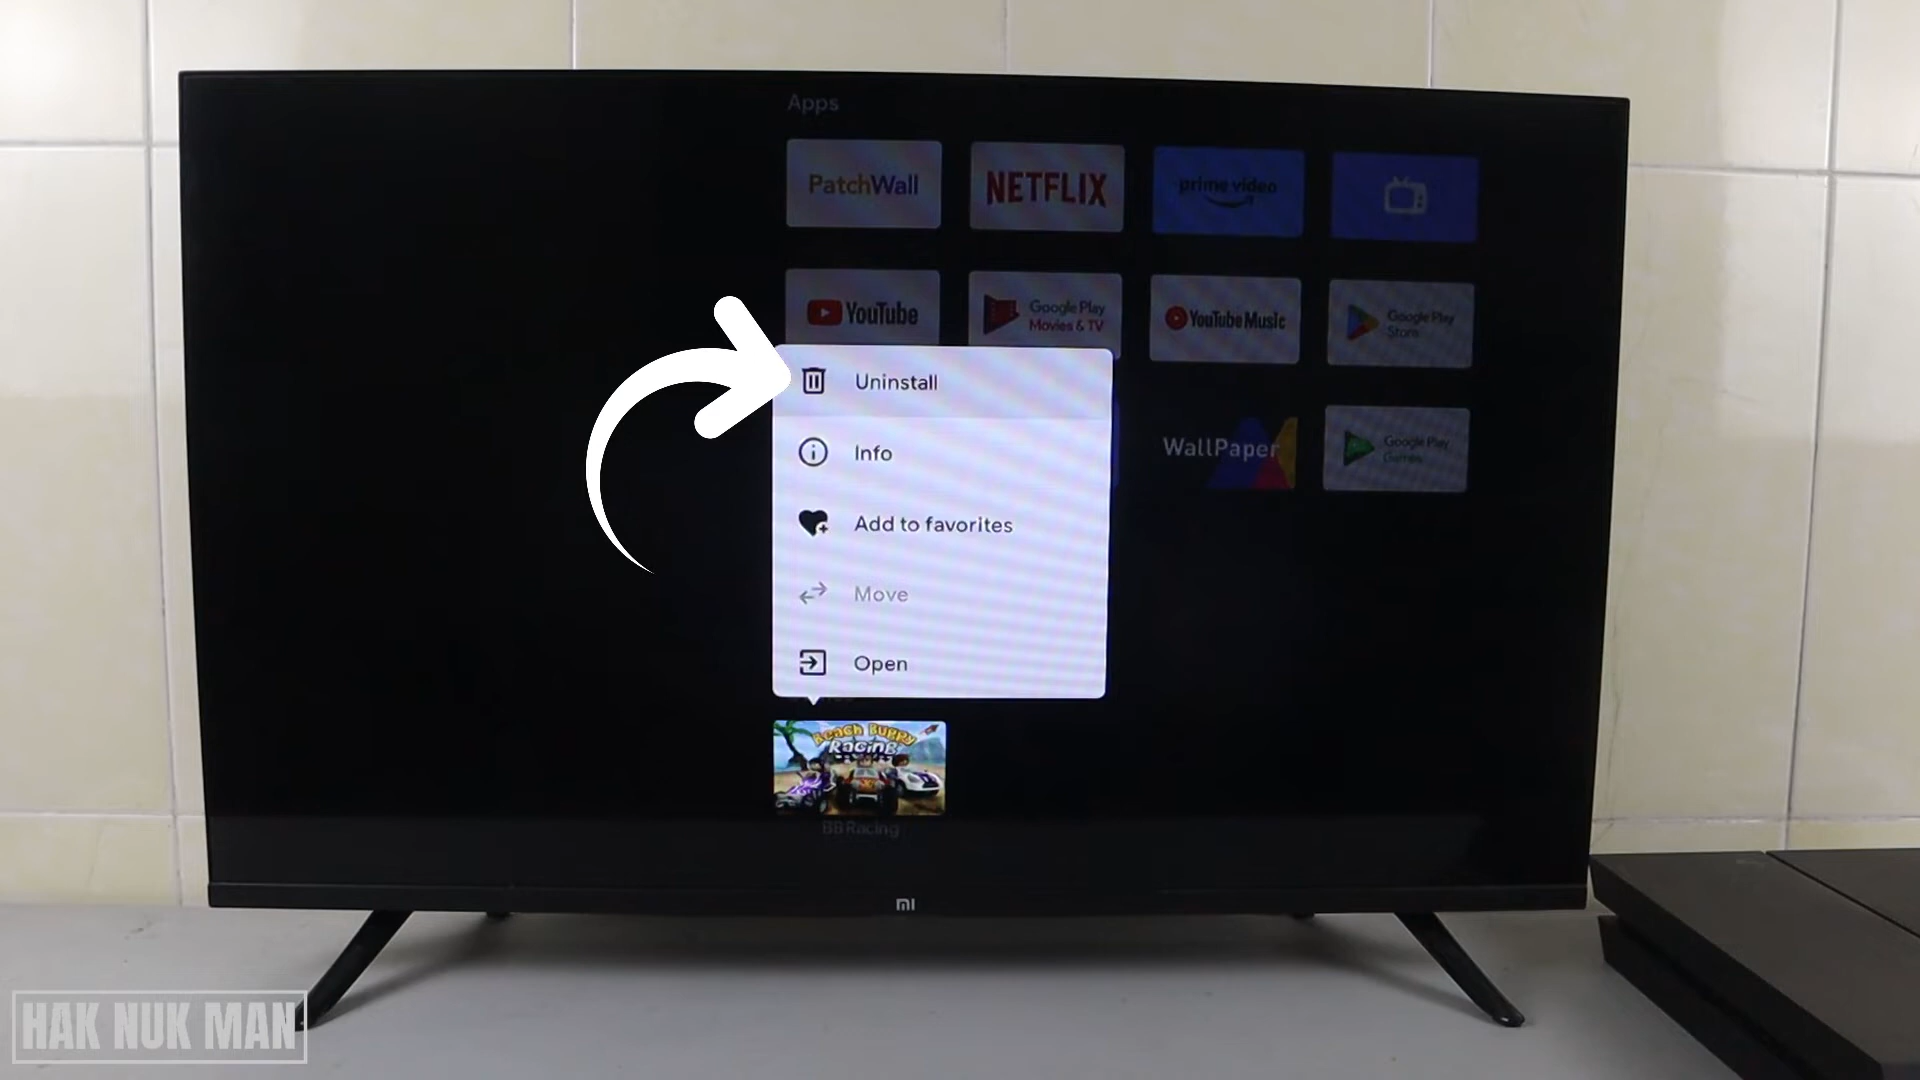 Apps
PatchWall
NETFLIX
prime video
YouTube
Google Play
Movies & TV
YouTube Music
Google Play
Store
Uninstall
Info
Add to favorites
Move
Open
WallPaper
Google Play
Games
Beach Buggy
Racing
BB Racing
mi
HAK NUK MAN